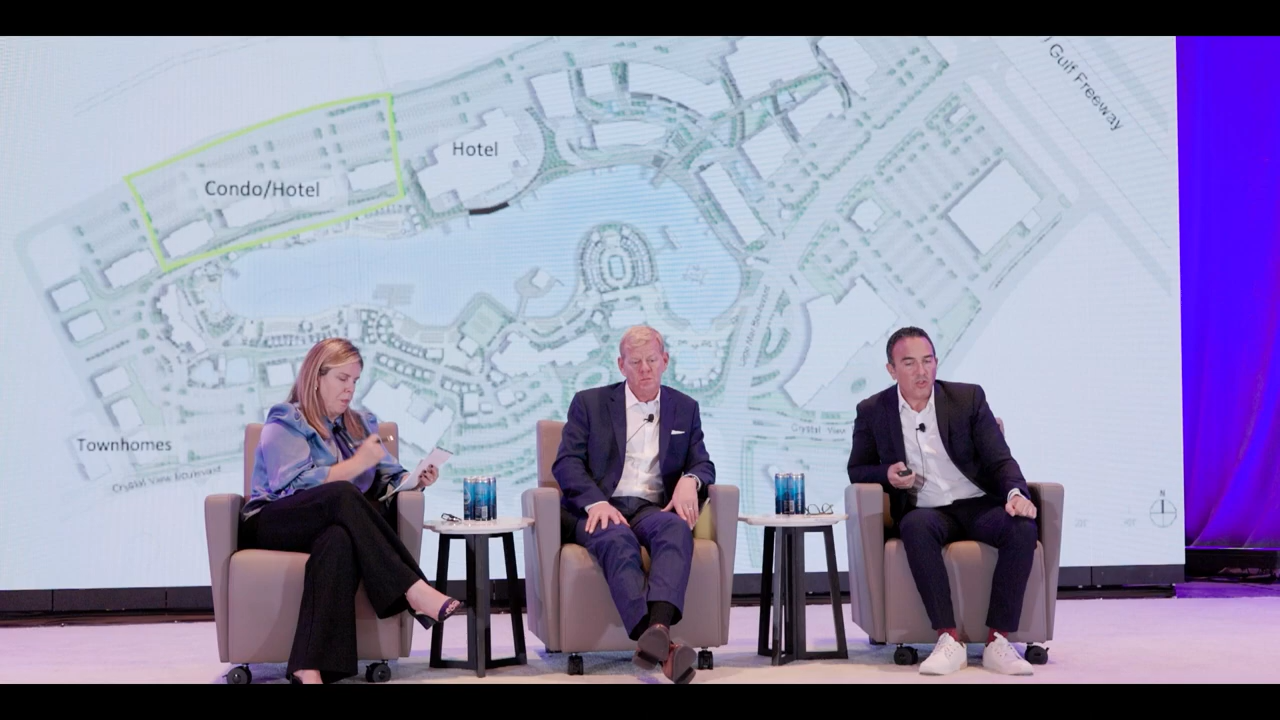 Gulf Freeway
Hotel
Condo/Hotel
Townhomes
Crystal View Boulevard
Crystal View
N